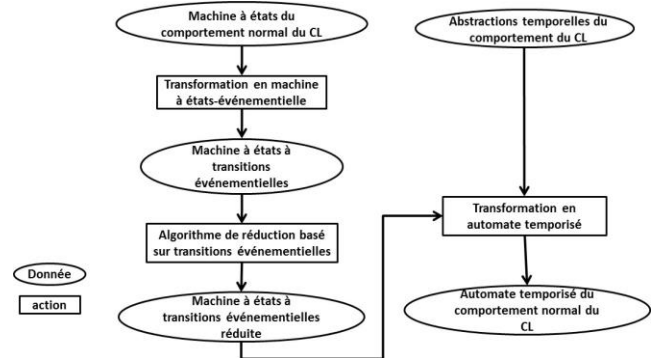 Machine à états du
comportement normal du CL
Transformation en machine
à états-événementielle
Machine à états à
transitions
événementielles
Algorithme de réduction basé
sur transitions événementielles
Machine à états à
transitions événementielles
réduite
Abstractions temporelles du
comportement du CL
Transformation en
automate temporisé
Automate temporisé du
comportement normal du
CL
Donnée
action